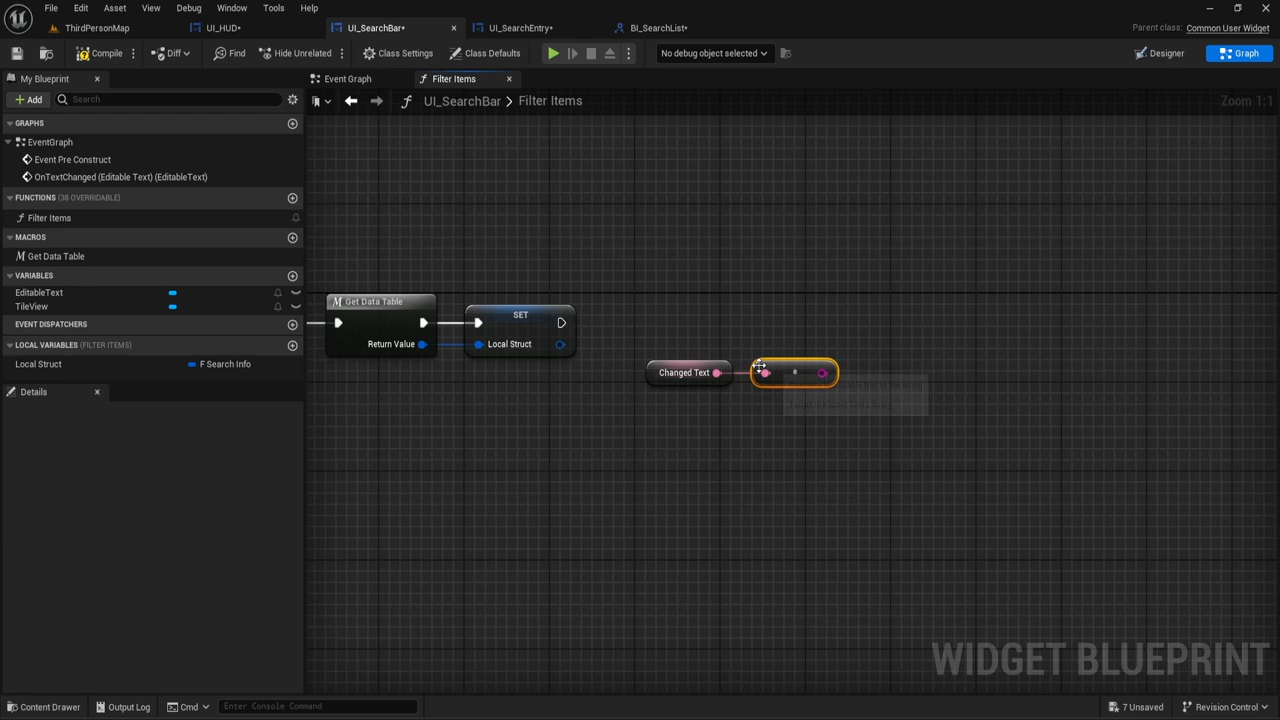 File Edit Asset View Debug Window Tools Help
ThirdPersonMap UI_HUD• UI_SearchBar• UI_SearchEntry• BI_SearchList• Parent class: Common User Widget
Compile Diff Find Hide Unrelated Class Settings Class Defaults No debug object selected Designer Graph
My Blueprint Event Graph Filter Items
Add Search UI_SearchBar > Filter Items Zoom 1:1
GRAPHS
EventGraph
Event Pre Construct
OnTextChanged (Editable Text) (EditableText)
FUNCTIONS (38 OVERRIDABLE)
Filter Items
MACROS
Get Data Table
VARIABLES
EditableText
TileView
EVENT DISPATCHERS
LOCAL VARIABLES (FILTER ITEMS)
Local Struct F Search Info
Details
Get Data Table SET
Return Value Local Struct
Changed Text
WIDGET BLUEPRINT
Content Drawer Output Log Cmd Enter Console Command 7 Unsaved Revision Control